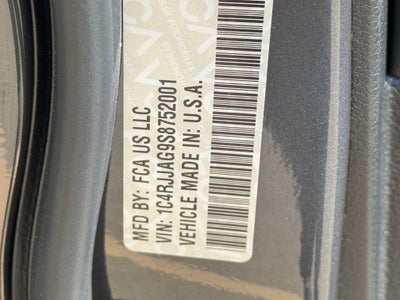 MFD BY: FCA US LLC
VIN: 1C4RJJAG9S8752001
VEHICLE MADE IN: U.S.A.